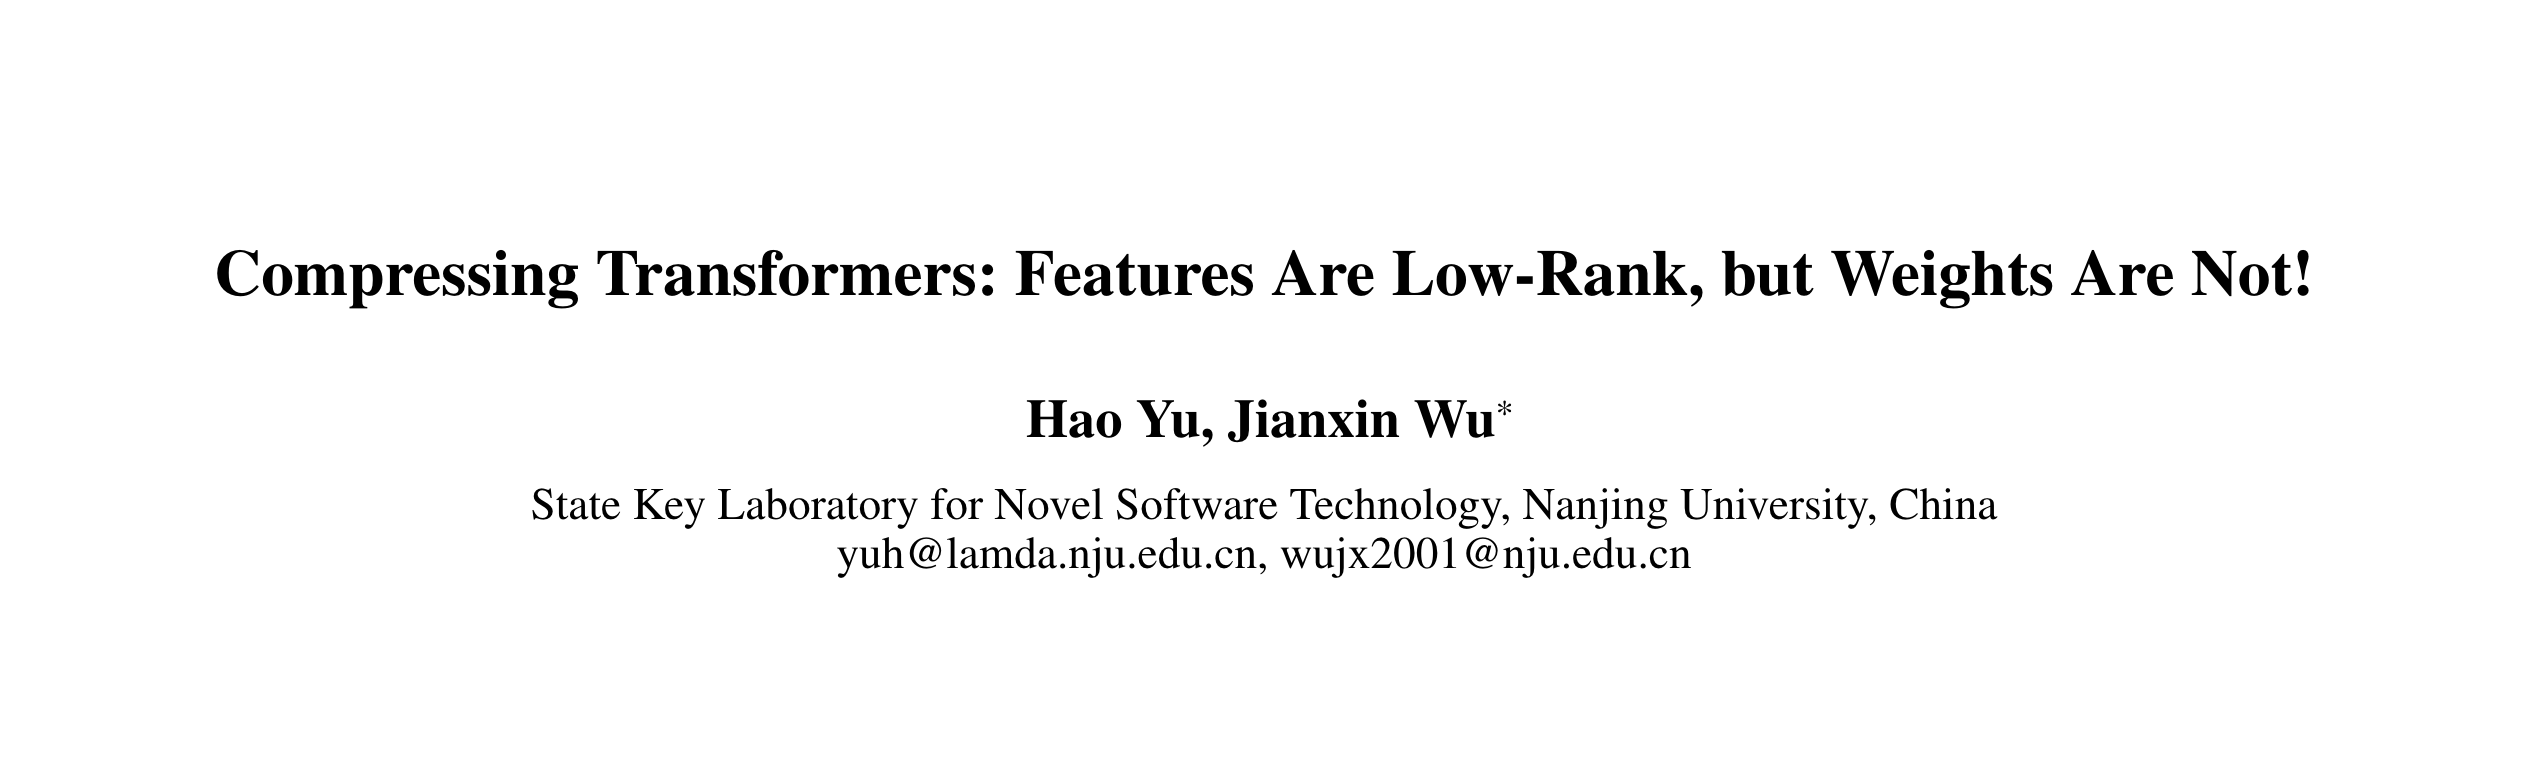 Compressing Transformers: Features Are Low-Rank, but Weights Are Not!
Hao Yu, Jianxin Wu*
State Key Laboratory for Novel Software Technology, Nanjing University, China
yuh@lamda.nju.edu.cn, wujx2001@nju.edu.cn